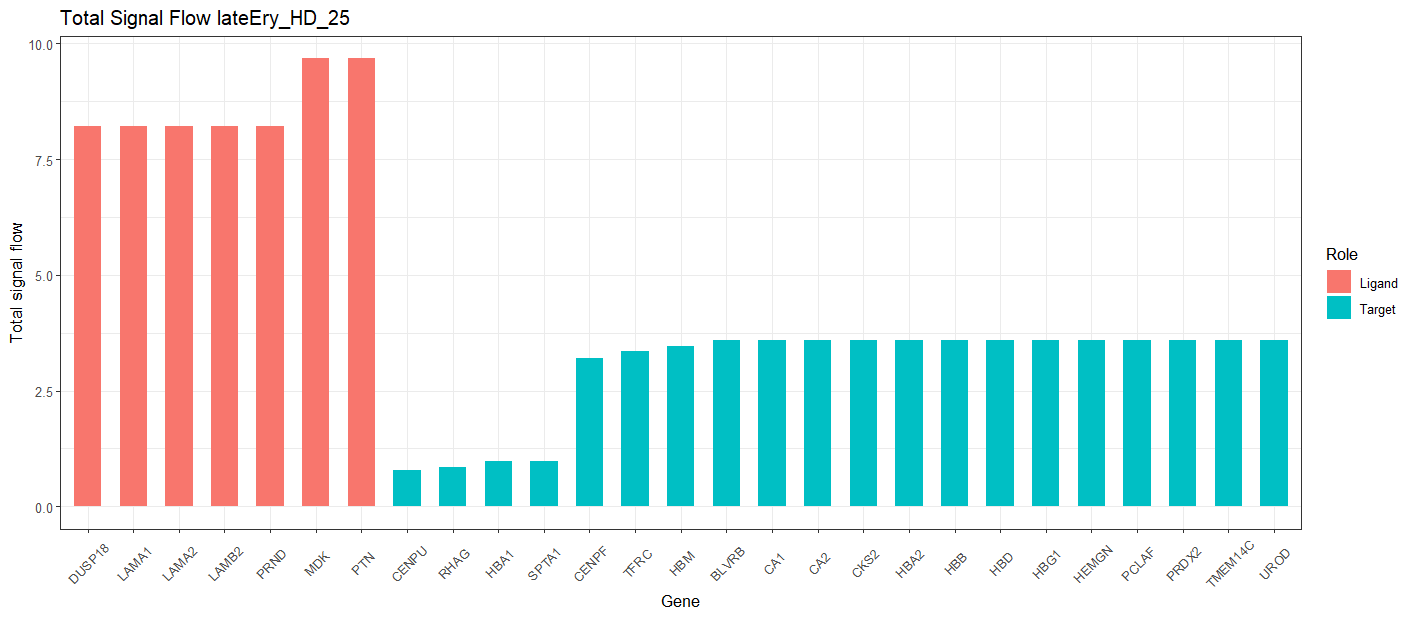 Total Signal Flow lateEry_HD_25
10.0
7.5
5.0
2.5
0.0
Total signal flow
DUSP18
LAMA1
LAMA2
LAMB2
PRND
MDK
PTN
CENPU
RHAG
HBA1
SPTA1
CENPF
TFRC
HBM
BLVRB
CA1
CA2
CKS2
HBA2
HBB
HBD
HBG1
HEMGN
PCLAF
PRDX2
TMEM14C
UROD
Gene
Role
Ligand
Target